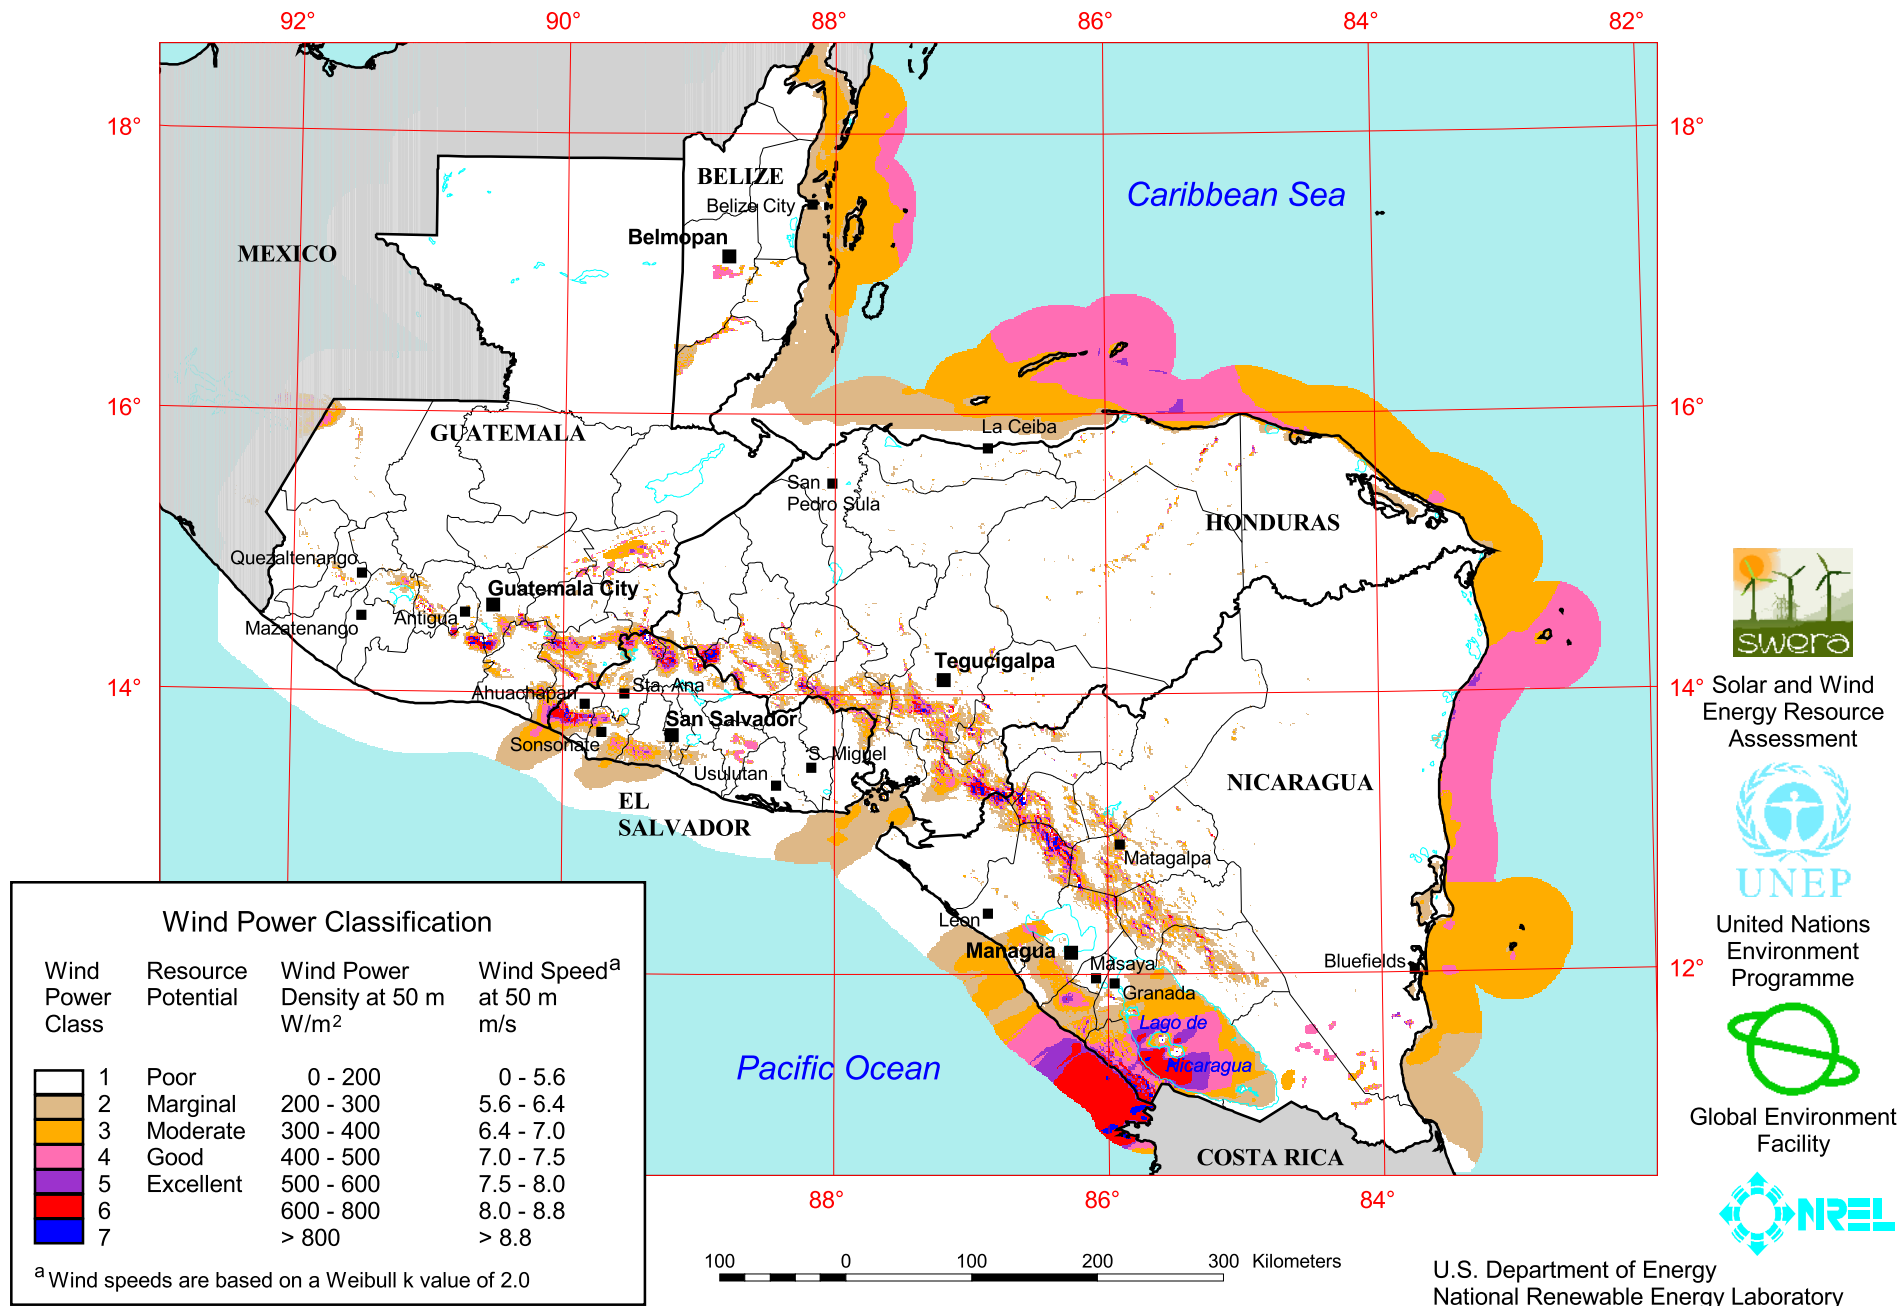 92°
90°
88°
86°
84°
82°
18°
18°
Caribbean Sea
BELIZE
Belize City
Belmopan
MEXICO
16°
16°
La Ceiba
GUATEMALA
San
Pedro Sula
HONDURAS
Quezaltenango
Guatemala City
Antigua
Mazatenango
Tegucigalpa
14°
14°
Ahuachapan
Sta. Ana
San Salvador
Sonsonate
S. Miguel
Usulutan
EL
SALVADOR
NICARAGUA
Matagalpa
Leon
Managua
Masaya
Granada
Bluefields
12°
Lago de
Nicaragua
Pacific Ocean
COSTA RICA
88°
86°
84°
Wind Power Classification
Wind Power Class
Resource Potential
Wind Power Density at 50 m W/m2
Wind Speed a at 50 m m/s
1 Poor 0 - 200 0 - 5.6
2 Marginal 200 - 300 5.6 - 6.4
3 Moderate 300 - 400 6.4 - 7.0
4 Good 400 - 500 7.0 - 7.5
5 Excellent 500 - 600 7.5 - 8.0
6 600 - 800 8.0 - 8.8
7 > 800 > 8.8
a Wind speeds are based on a Weibull k value of 2.0
100 0 100 200 300 Kilometers
swera
Solar and Wind
Energy Resource
Assessment
UNEP
United Nations
Environment
Programme
Global Environment
Facility
NREL
U.S. Department of Energy
National Renewable Energy Laboratory